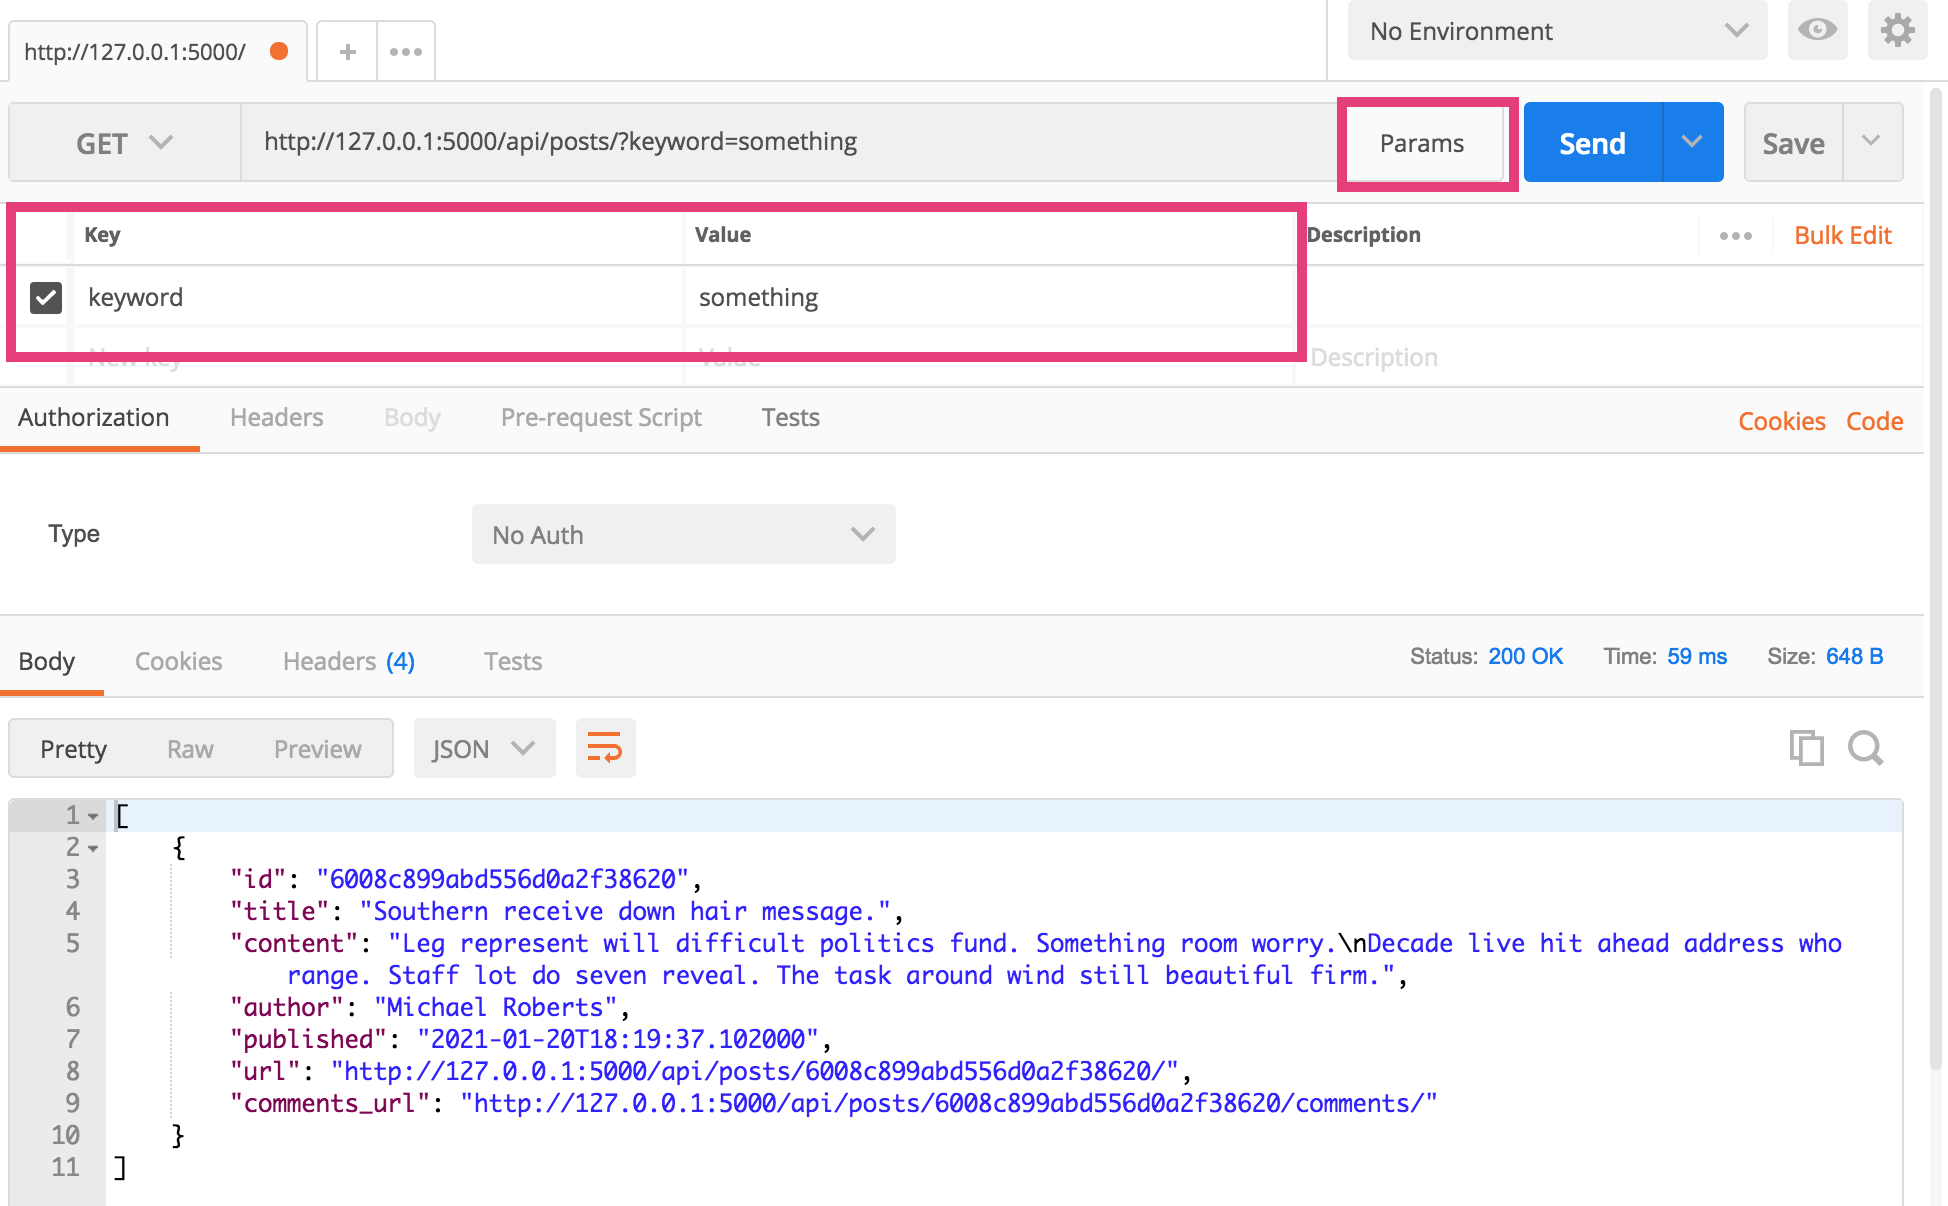 http://127.0.0.1:5000/
No Environment
GET http://127.0.0.1:5000/api/posts/?keyword=something Params Send Save
Key Value Description Bulk Edit
keyword something
New key Value Description
Authorization Headers Body Pre-request Script Tests Cookies Code
Type No Auth
Body Cookies Headers (4) Tests Status: 200 OK Time: 59 ms Size: 648 B
Pretty Raw Preview JSON
1 [
2 {
3 "id": "6008c899abd556d0a2f38620",
4 "title": "Southern receive down hair message.",
5 "content": "Leg represent will difficult politics fund. Something room worry.\nDecade live hit ahead address who
range. Staff lot do seven reveal. The task around wind still beautiful firm.",
6 "author": "Michael Roberts",
7 "published": "2021-01-20T18:19:37.102000",
8 "url": "http://127.0.0.1:5000/api/posts/6008c899abd556d0a2f38620/",
9 "comments_url": "http://127.0.0.1:5000/api/posts/6008c899abd556d0a2f38620/comments/"
10 }
11 ]